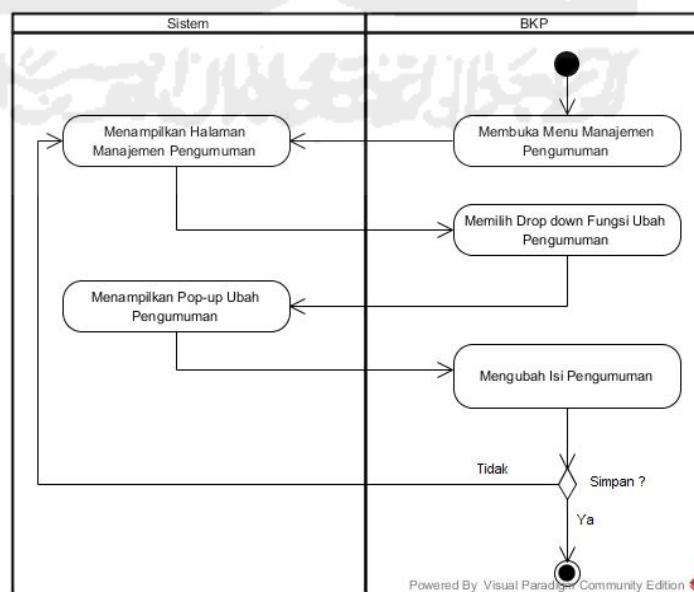 Sistem
BKP
Menampilkan Halaman
Manajemen Pengumuman
Membuka Menu Manajemen
Pengumuman
Memilih Drop down Fungsi Ubah
Pengumuman
Menampilkan Pop-up Ubah
Pengumuman
Mengubah Isi Pengumuman
Tidak
Simpan ?
Ya
Powered By Visual Paradigm Community Edition